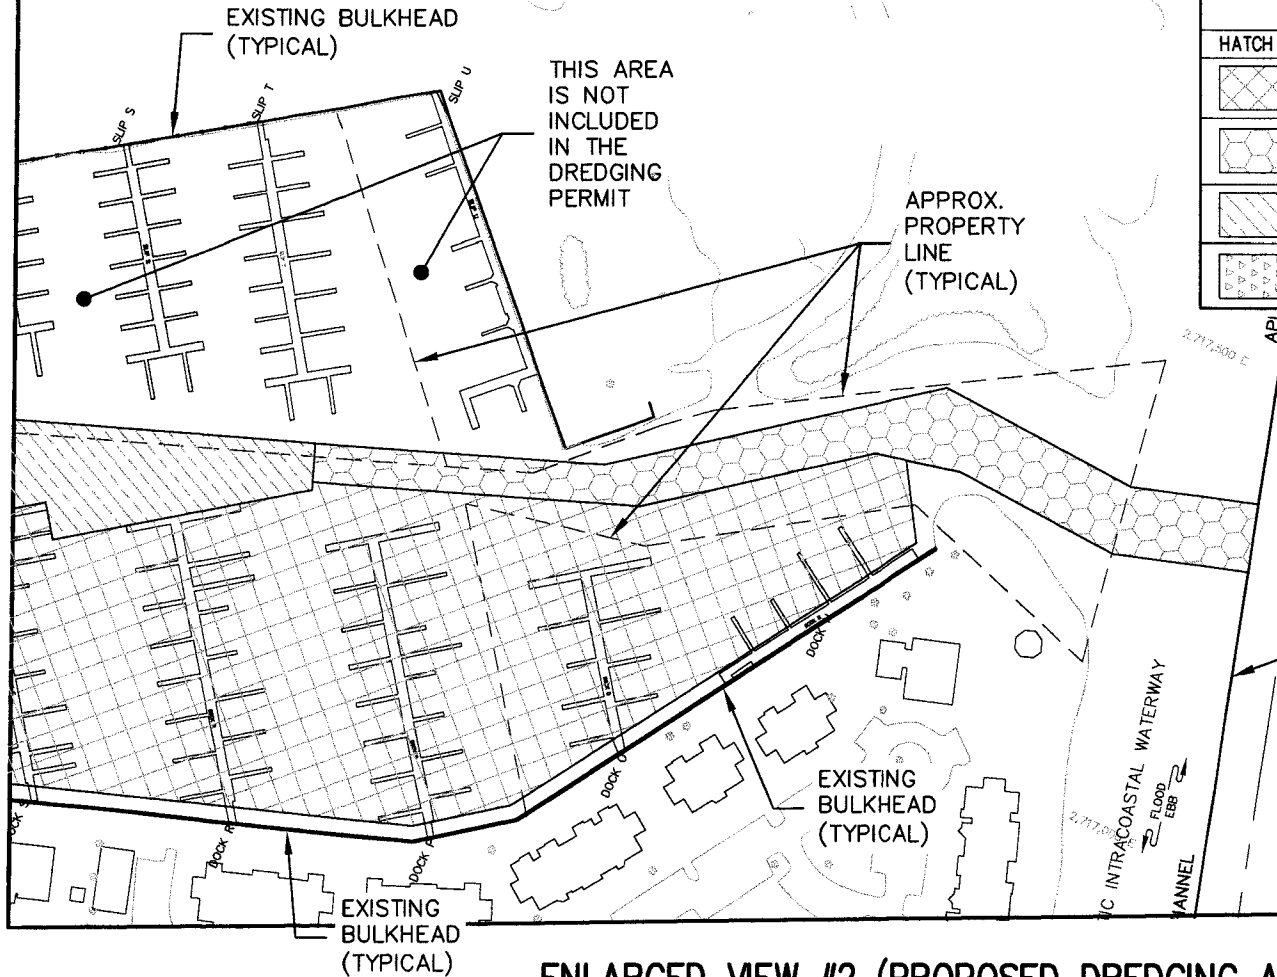 EXISTING BULKHEAD
(TYPICAL)
HATCH
THIS AREA
IS NOT
INCLUDED
IN THE
DREDGING
PERMIT
SLIP S
SLIP T
SLIP U
APPROX.
PROPERTY
LINE
(TYPICAL)
2,717,500 E
DOCK
DOCK O
DOCK P
DOCK R
EXISTING
BULKHEAD
(TYPICAL)
EXISTING
BULKHEAD
(TYPICAL)
IC INTRACOASTAL WATERWAY
FLOOD
EBB
HANNEL
ENLARGED VIEW #2 (PROPOSED DREDGING A